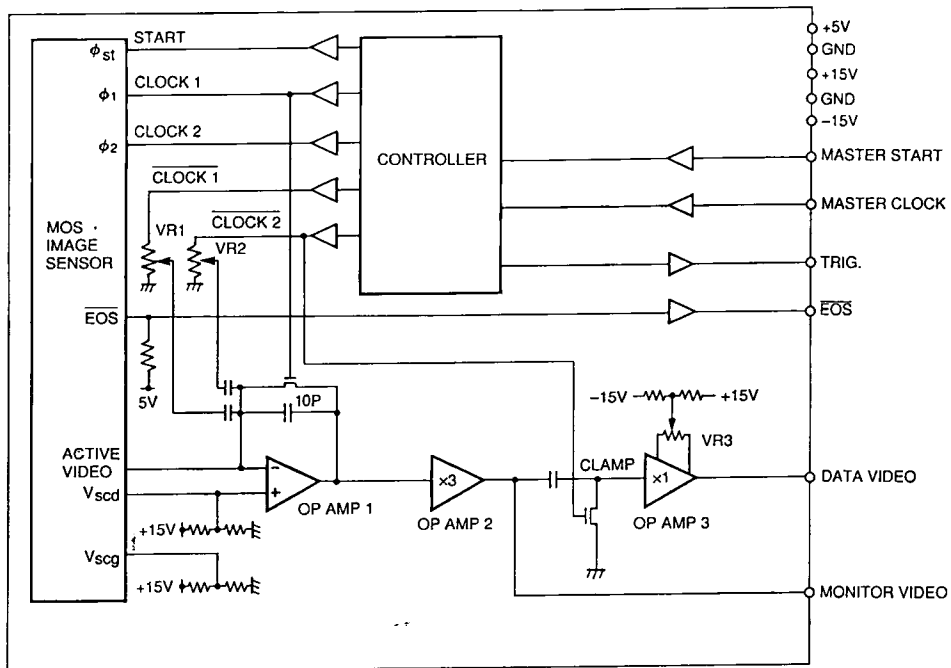 START
ϕst
CLOCK 1
ϕ1
CLOCK 2
ϕ2
CLOCK 1
CLOCK 2
VR1
VR2
MOS
IMAGE
SENSOR
CONTROLLER
EOS
5V
10P
ACTIVE
VIDEO
Vscd
Vscg
+15V
+15V
−
+
OP AMP 1
×3
OP AMP 2
CLAMP
−15V
+15V
VR3
×1
OP AMP 3
+5V
GND
+15V
GND
−15V
MASTER START
MASTER CLOCK
TRIG.
EOS
DATA VIDEO
MONITOR VIDEO